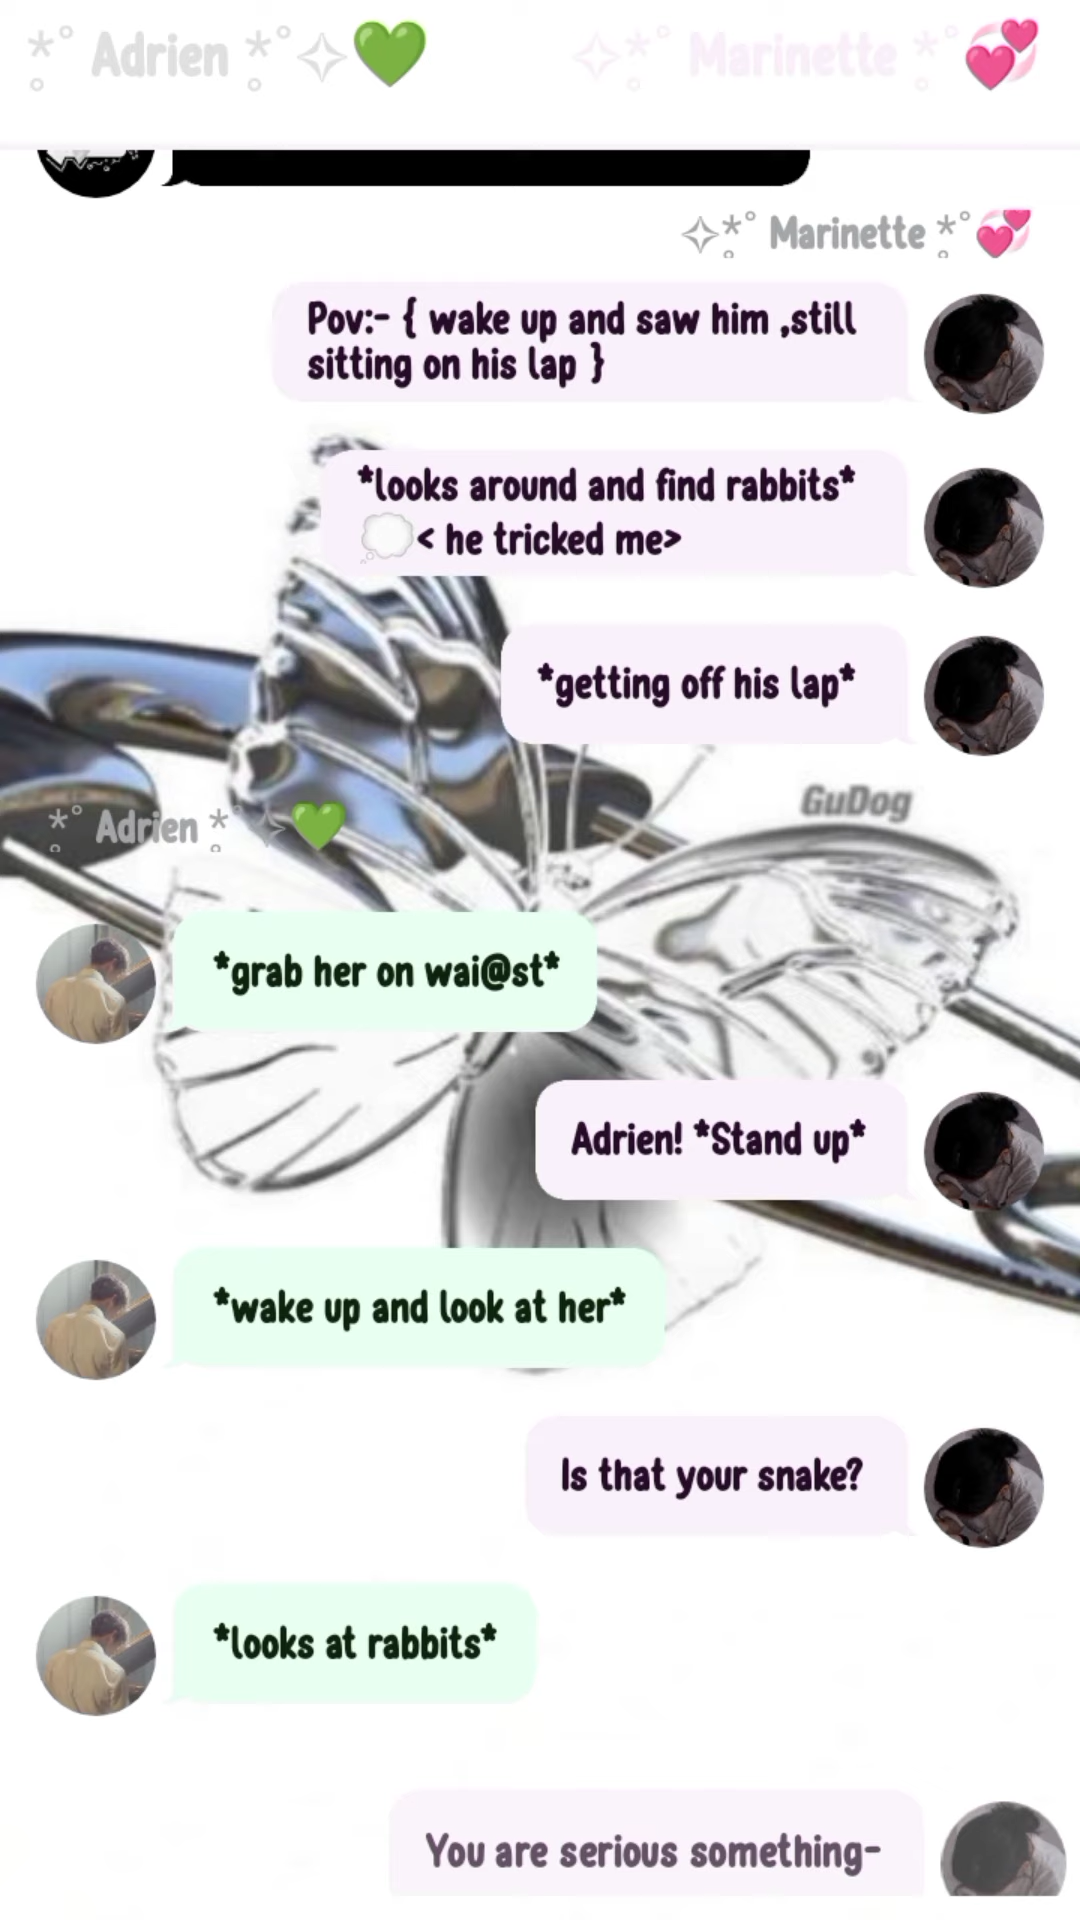 *° Adrien *°✧💚
✧*° Marinette *°💞
✧*° Marinette *°💞
Pov:- { wake up and saw him ,still
sitting on his lap }
*looks around and find rabbits*
💭< he tricked me>
*getting off his lap*
GuDog
*° Adrien *°✧💚
*grab her on wai@st*
Adrien! *Stand up*
*wake up and look at her*
Is that your snake?
*looks at rabbits*
You are serious something-